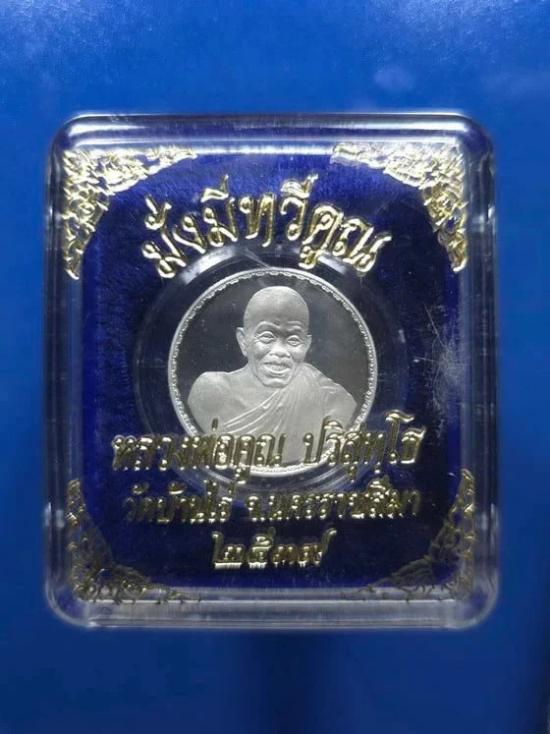 มั่งมีทวีคูณ
หลวงพ่อคูณ ปริสุทฺโธ
วัดบ้านไร่ จ.นครราชสีมา
๒๕๓๗